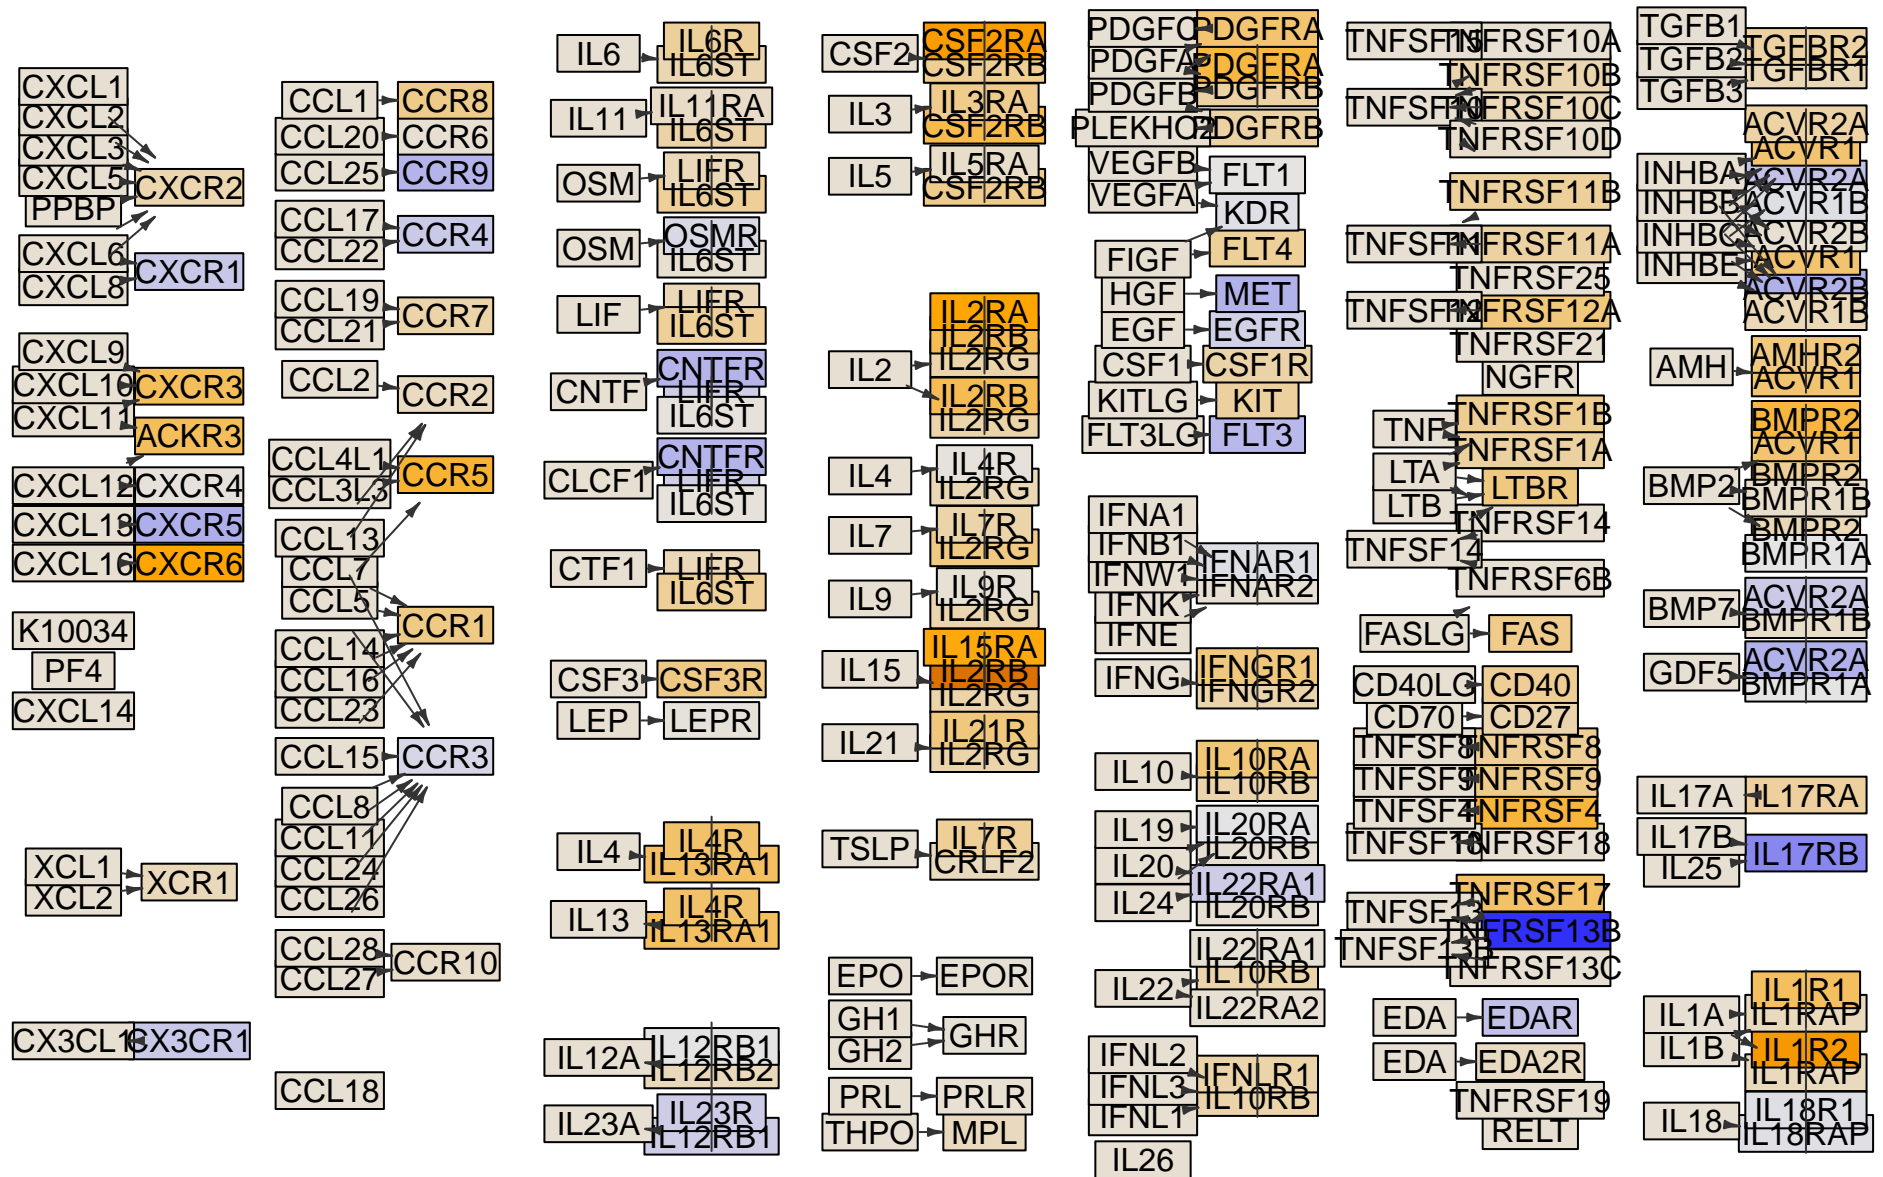 CXCL1
CXCL2
CXCL3
CXCL5
PPBP
CXCR2
CXCL6
CXCL8
CXCR1
CXCL9
CXCL10
CXCL11
CXCR3
ACKR3
CXCL12
CXCR4
CXCL13
CXCR5
CXCL16
CXCR6
K10034
PF4
CXCL14
XCL1
XCL2
XCR1
CX3CL1
CX3CR1
CCL1
CCR8
CCL20
CCR6
CCL25
CCR9
CCL17
CCL22
CCR4
CCL19
CCL21
CCR7
CCL2
CCR2
CCL4L1
CCL3L3
CCR5
CCL13
CCL7
CCL5
CCR1
CCL14
CCL16
CCL23
CCL15
CCR3
CCL8
CCL11
CCL24
CCL26
CCL28
CCL27
CCR10
CCL18
IL6
IL6R
IL6ST
IL11
IL11RA
IL6ST
OSM
LIFR
IL6ST
OSM
OSMR
IL6ST
LIF
LIFR
IL6ST
CNTF
CNTFR
LIFR
IL6ST
CLCF1
CNTFR
LIFR
IL6ST
CTF1
LIFR
IL6ST
CSF3
CSF3R
LEP
LEPR
IL4
IL4R
IL13RA1
IL13
IL4R
IL13RA1
IL12A
IL12RB1
IL12RB2
IL23A
IL23R
IL12RB1
CSF2
CSF2RA
CSF2RB
IL3
IL3RA
CSF2RB
IL5
IL5RA
CSF2RB
IL2
IL2RA
IL2RB
IL2RG
IL2RB
IL2RG
IL4
IL4R
IL2RG
IL7
IL7R
IL2RG
IL9
IL9R
IL2RG
IL15
IL15RA
IL2RB
IL2RG
IL21
IL21R
IL2RG
TSLP
IL7R
CRLF2
EPO
EPOR
GH1
GH2
GHR
PRL
PRLR
THPO
MPL
PDGFC
PDGFRA
PDGFA
PDGFRA
PDGFB
PDGFRB
PLEKHO2
PDGFRB
VEGFB
VEGFA
FLT1
KDR
FIGF
FLT4
HGF
MET
EGF
EGFR
CSF1
CSF1R
KITLG
KIT
FLT3LG
FLT3
IFNA1
IFNB1
IFNW1
IFNK
IFNE
IFNAR1
IFNAR2
IFNG
IFNGR1
IFNGR2
IL10
IL10RA
IL10RB
IL19
IL20
IL24
IL20RA
IL20RB
IL22RA1
IL20RB
IL22
IL22RA1
IL10RB
IL22RA2
IFNL2
IFNL3
IFNL1
IFNLR1
IL10RB
IL26
TNFSF15
TNFRSF10A
TNFRSF10B
TNFSF10
TNFRSF10C
TNFRSF10D
TNFRSF11B
TNFSF11
TNFRSF11A
TNFRSF25
TNFSF12
TNFRSF12A
TNFRSF21
NGFR
TNF
TNFRSF1B
TNFRSF1A
LTA
LTB
LTBR
TNFRSF14
TNFSF14
TNFRSF6B
FASLG
FAS
CD40LG
CD40
CD70
CD27
TNFSF8
TNFRSF8
TNFSF9
TNFRSF9
TNFSF4
TNFRSF4
TNFSF18
TNFRSF18
TNFRSF17
TNFSF13
TNFRSF13B
TNFSF13B
TNFRSF13C
EDA
EDAR
EDA
EDA2R
TNFRSF19
RELT
TGFB1
TGFB2
TGFB3
TGFBR2
TGFBR1
ACVR2A
ACVR1
INHBA
INHBB
INHBC
INHBE
ACVR2A
ACVR1B
ACVR2B
ACVR1
ACVR2B
ACVR1B
AMH
AMHR2
ACVR1
BMP2
BMPR2
ACVR1
BMPR2
BMPR1B
BMPR2
BMPR1A
BMP7
ACVR2A
BMPR1B
GDF5
ACVR2A
BMPR1A
IL17A
IL17RA
IL17B
IL25
IL17RB
IL1A
IL1B
IL1R1
IL1RAP
IL1R2
IL1RAP
IL18
IL18R1
IL18RAP